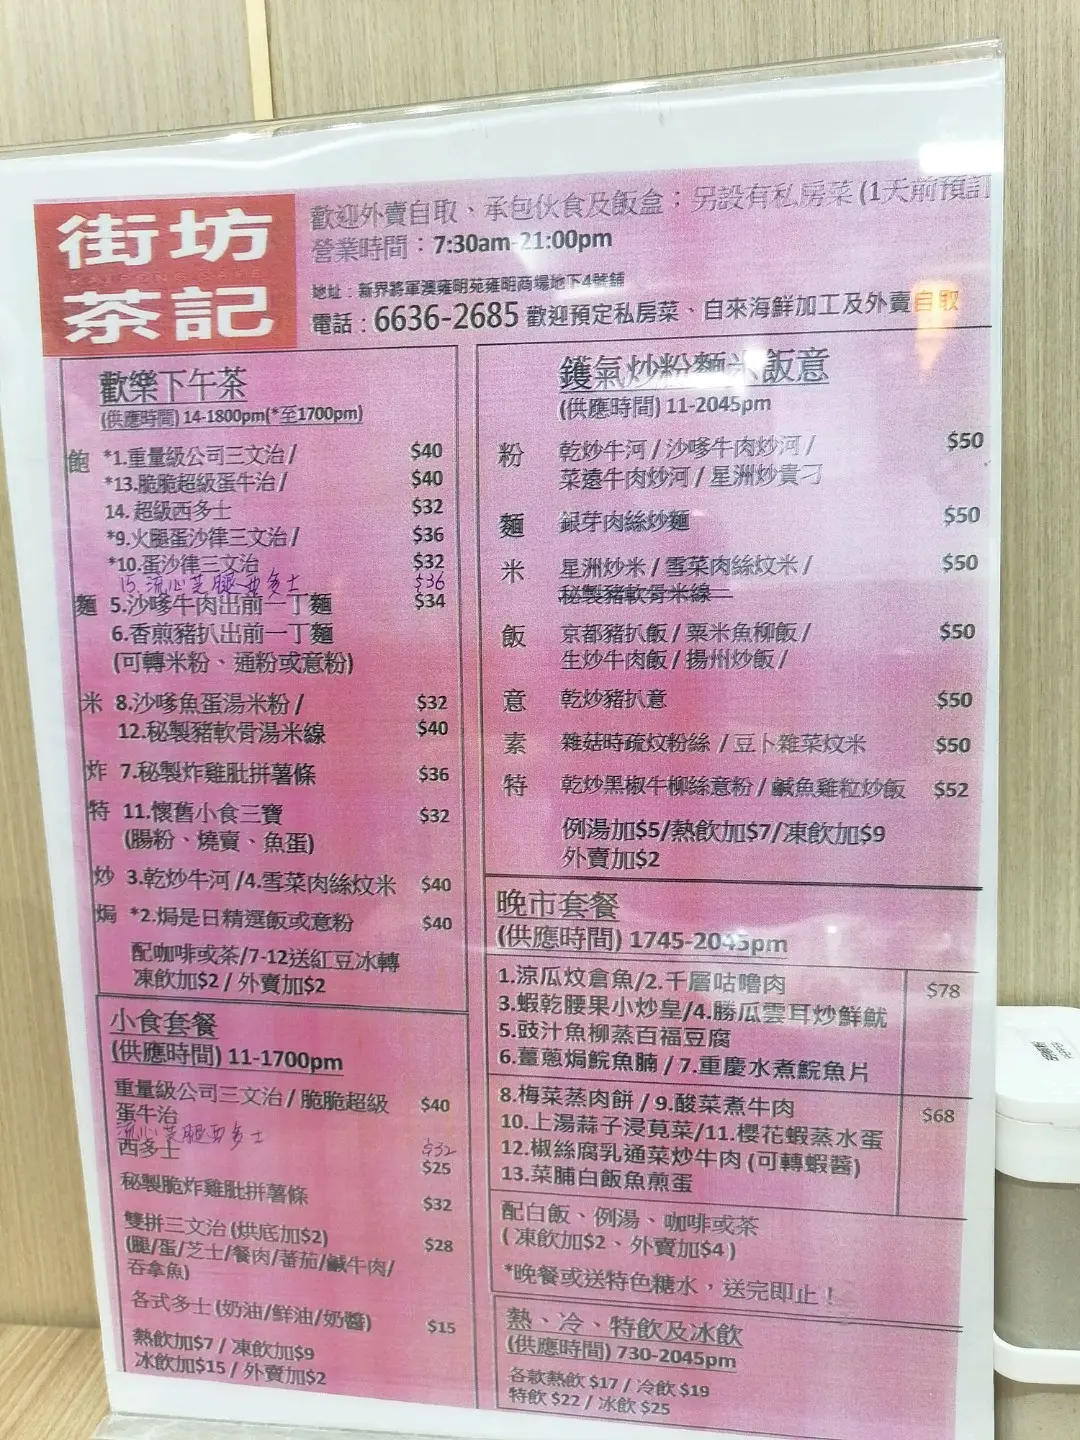 街坊
茶記
歡迎外賣自取、承包伙食及飯盒；另設有私房菜 (1天前預訂
營業時間：7:30am-21:00pm
地址：新界將軍澳雍明苑雍明商場地下4號舖
電話：6636-2685 歡迎預定私房菜、自來海鮮加工及外賣自取
歡樂下午茶
(供應時間) 14-1800pm(*至1700pm)
飽 *1.重量級公司三文治 / $40
*13.脆脆超級蛋牛治 / $40
14. 超級西多士 $32
*9.火腿蛋沙律三文治 / $36
*10.蛋沙律三文治 $32
15. 流心芝腿西多士 $36
麵 5.沙嗲牛肉出前一丁麵 $34
6.香煎豬扒出前一丁麵
(可轉米粉、通粉或意粉)
米 8.沙嗲魚蛋湯米粉 / $32
12.秘製豬軟骨湯米線 $40
炸 7.秘製炸雞肶拼薯條 $36
特 11.懷舊小食三寶 $32
(腸粉、燒賣、魚蛋)
炒 3.乾炒牛河 /4.雪菜肉絲炆米 $40
焗 *2.焗是日精選飯或意粉 $40
配咖啡或茶/7-12送紅豆冰轉
凍飲加$2 / 外賣加$2
小食套餐
(供應時間) 11-1700pm
重量級公司三文治 / 脆脆超級 $40
蛋牛治
流心芝腿西多士 $32
西多士 $25
秘製脆炸雞肶拼薯條 $32
雙拼三文治 (烘底加$2) $28
(腿/蛋/芝士/餐肉/蕃茄/鹹牛肉/
吞拿魚)
各式多士 (奶油/鮮油/奶醬) $15
熱飲加$7 / 凍飲加$9
冰飲加$15 / 外賣加$2
鑊氣炒粉麵米飯意
(供應時間) 11-2045pm
粉 乾炒牛河 / 沙嗲牛肉炒河 / $50
菜遠牛肉炒河 / 星洲炒貴刁
麵 銀芽肉絲炒麵 $50
米 星洲炒米 / 雪菜肉絲炆米 / $50
秘製豬軟骨米線
飯 京都豬扒飯 / 粟米魚柳飯 / $50
生炒牛肉飯 / 揚州炒飯 /
意 乾炒豬扒意 $50
素 雜菇時疏炆粉絲 / 豆卜雜菜炆米 $50
特 乾炒黑椒牛柳絲意粉 / 鹹魚雞粒炒飯 $52
例湯加$5/熱飲加$7/凍飲加$9
外賣加$2
晚市套餐
(供應時間) 1745-2045pm
1.涼瓜炆倉魚/2.千層咕嚕肉 $78
3.蝦乾腰果小炒皇/4.勝瓜雲耳炒鮮魷
5.豉汁魚柳蒸百福豆腐
6.薑蔥焗鯇魚腩 / 7.重慶水煮鯇魚片
8.梅菜蒸肉餅 / 9.酸菜煮牛肉 $68
10.上湯蒜子浸莧菜/11.櫻花蝦蒸水蛋
12.椒絲腐乳通菜炒牛肉 (可轉蝦醬)
13.菜脯白飯魚煎蛋
配白飯、例湯、咖啡或茶
( 凍飲加$2、外賣加$4 )
*晚餐或送特色糖水，送完即止！
熱、冷、特飲及冰飲
(供應時間) 730-2045pm
各款熱飲 $17 / 冷飲 $19
特飲 $22 / 冰飲 $25